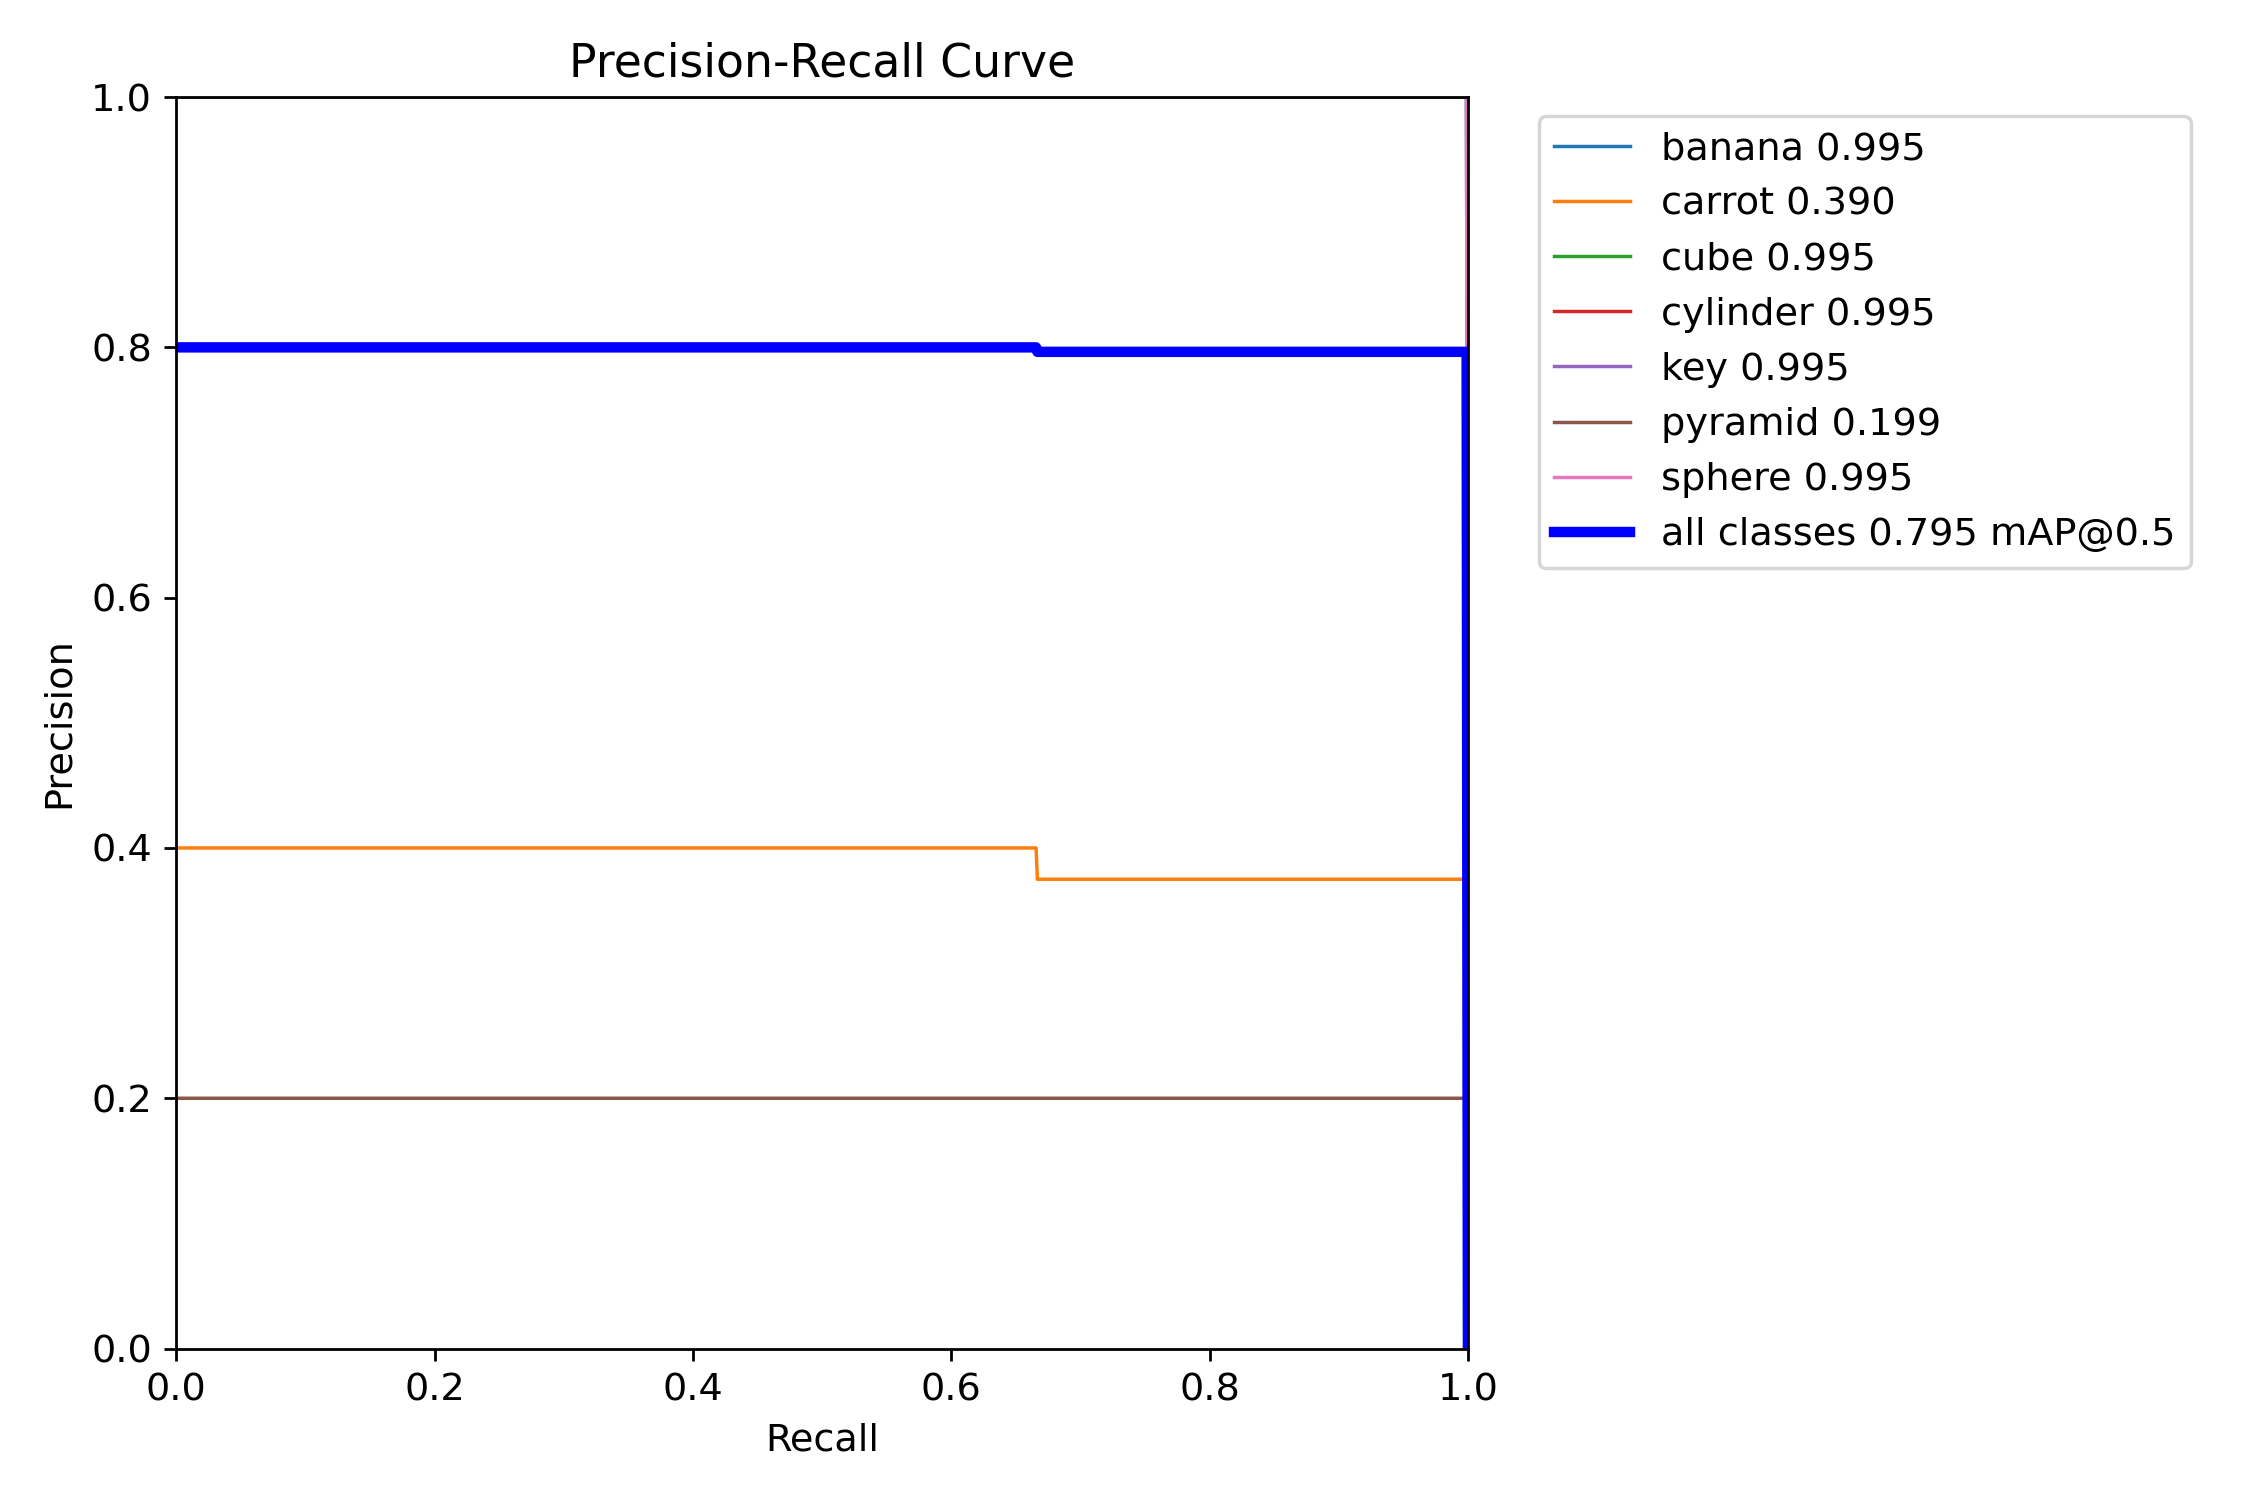 Precision-Recall Curve
1.0
0.8
0.6
0.4
0.2
0.0
Precision
0.0 0.2 0.4 0.6 0.8 1.0
Recall
banana 0.995
carrot 0.390
cube 0.995
cylinder 0.995
key 0.995
pyramid 0.199
sphere 0.995
all classes 0.795 mAP@0.5